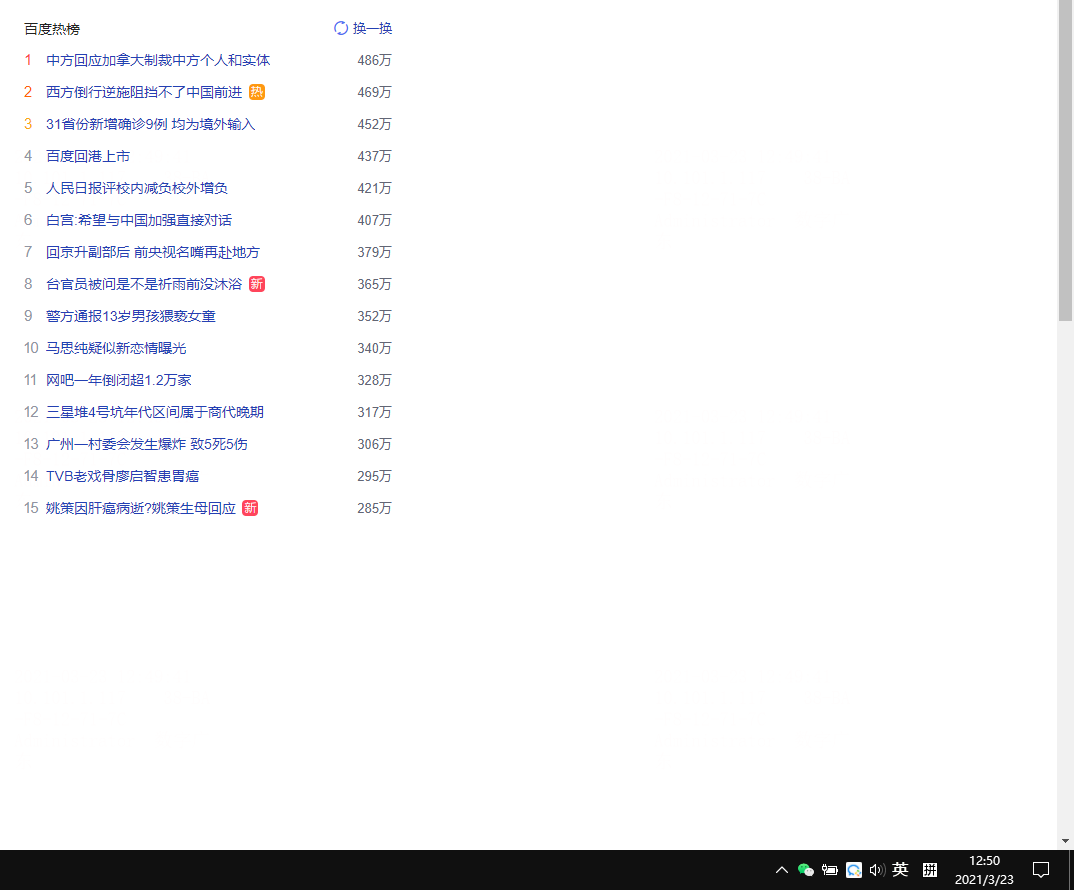 百度热榜 换一换
1 中方回应加拿大制裁中方个人和实体 486万
2 西方倒行逆施阻挡不了中国前进 热 469万
3 31省份新增确诊9例 均为境外输入 452万
4 百度回港上市 437万
5 人民日报评校内减负校外增负 421万
6 白宫:希望与中国加强直接对话 407万
7 回京升副部后 前央视名嘴再赴地方 379万
8 台官员被问是不是祈雨前没沐浴 新 365万
9 警方通报13岁男孩猥亵女童 352万
10 马思纯疑似新恋情曝光 340万
11 网吧一年倒闭超1.2万家 328万
12 三星堆4号坑年代区间属于商代晚期 317万
13 广州一村委会发生爆炸 致5死5伤 306万
14 TVB老戏骨廖启智患胃癌 295万
15 姚策因肝癌病逝?姚策生母回应 新 285万
英 拼 12:50
2021/3/23